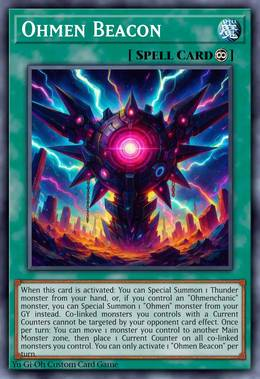 Ohmen Beacon
[ Spell Card ]
When this card is activated: You can Special Summon 1 Thunder
monster from your hand, or, if you control an "Ohmenchanic"
monster, you can Special Summon 1 "Ohmen" monster from your
GY instead. Co-linked monsters you controls with a Current
Counters cannot be targeted by your opponent card effect. Once
per turn: You can move 1 monster you control to another Main
Monster zone, then place 1 Current Counter on all co-linked
monsters you control. You can only activate 1 "Ohmen Beacon" per
turn.
Yu Gi Oh Custom Card Game